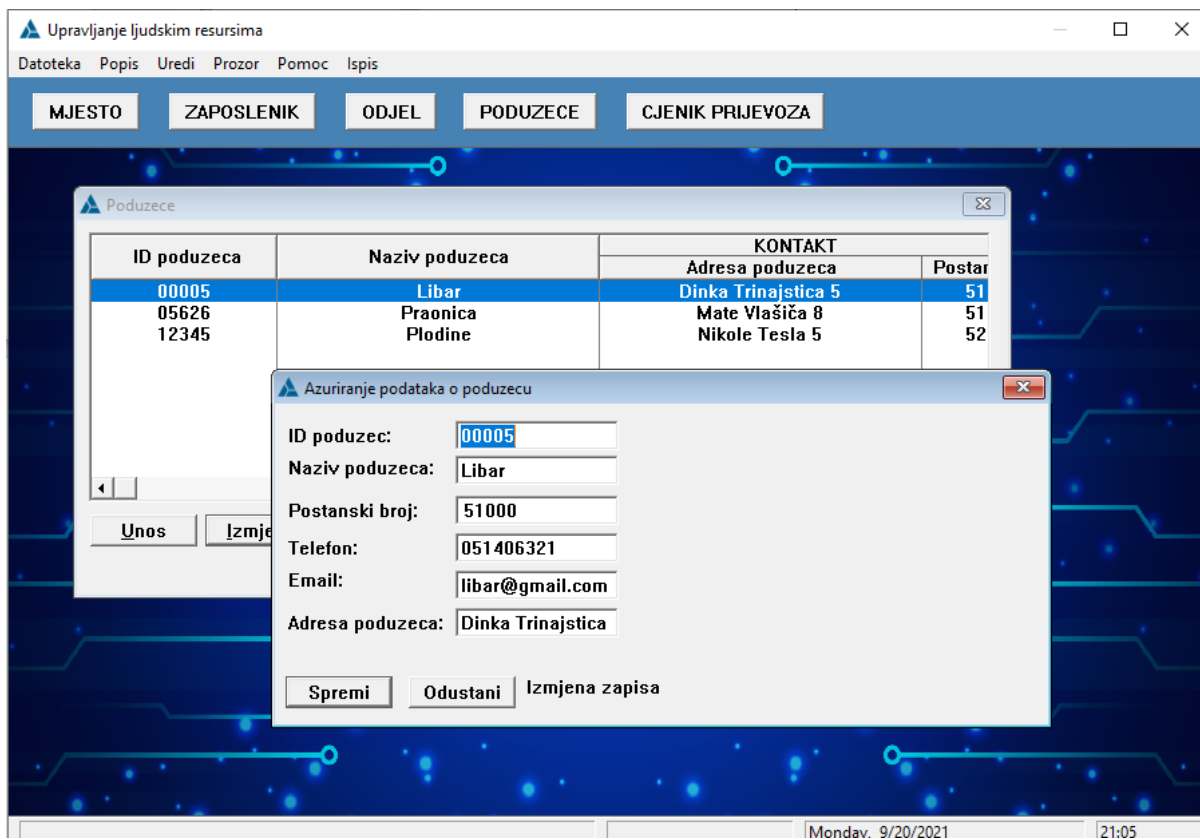 Upravljanje ljudskim resursima
Datoteka Popis Uredi Prozor Pomoc Ispis
MJESTO ZAPOSLENIK ODJEL PODUZECE CJENIK PRIJEVOZA
Poduzece
ID poduzeca Naziv poduzeca KONTAKT
Adresa poduzeca Postar
00005 Libar Dinka Trinajstica 5 51
05626 Praonica Mate Vlašiča 8 51
12345 Plodine Nikole Tesla 5 52
Unos Izmje
Azuriranje podataka o poduzecu
ID poduzec: 00005
Naziv poduzeca: Libar
Postanski broj: 51000
Telefon: 051406321
Email: libar@gmail.com
Adresa poduzeca: Dinka Trinajstica
Spremi Odustani Izmjena zapisa
Monday, 9/20/2021 21:05